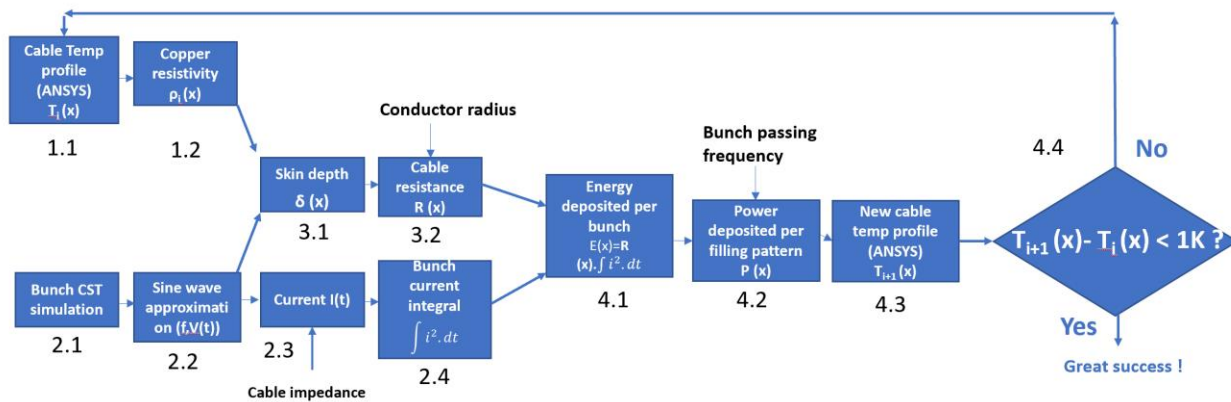 Cable Temp
profile
(ANSYS)
Ti (x)
1.1
Copper
resistivity
ρi (x)
1.2
Bunch CST
simulation
2.1
Sine wave
approximati
on (f,V(t))
2.2
Skin depth
δ (x)
3.1
Conductor radius
Cable
resistance
R (x)
3.2
Current I(t)
2.3
Cable impedance
Bunch
current
integral
∫ i².dt
2.4
Energy
deposited per
bunch
E(x)=R
(x).∫ i².dt
4.1
Bunch passing
frequency
Power
deposited per
filling pattern
P (x)
4.2
New cable
temp profile
(ANSYS)
Ti+1 (x)
4.3
4.4
No
Ti+1 (x)- Ti (x) < 1K ?
Yes
Great success !